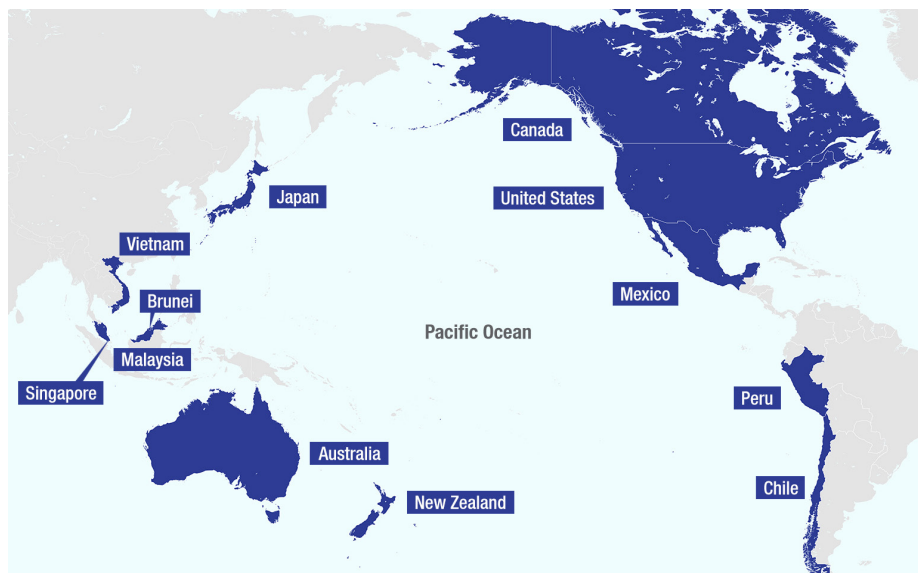 Canada
Japan
United States
Vietnam
Brunei
Mexico
Pacific Ocean
Malaysia
Singapore
Peru
Australia
Chile
New Zealand